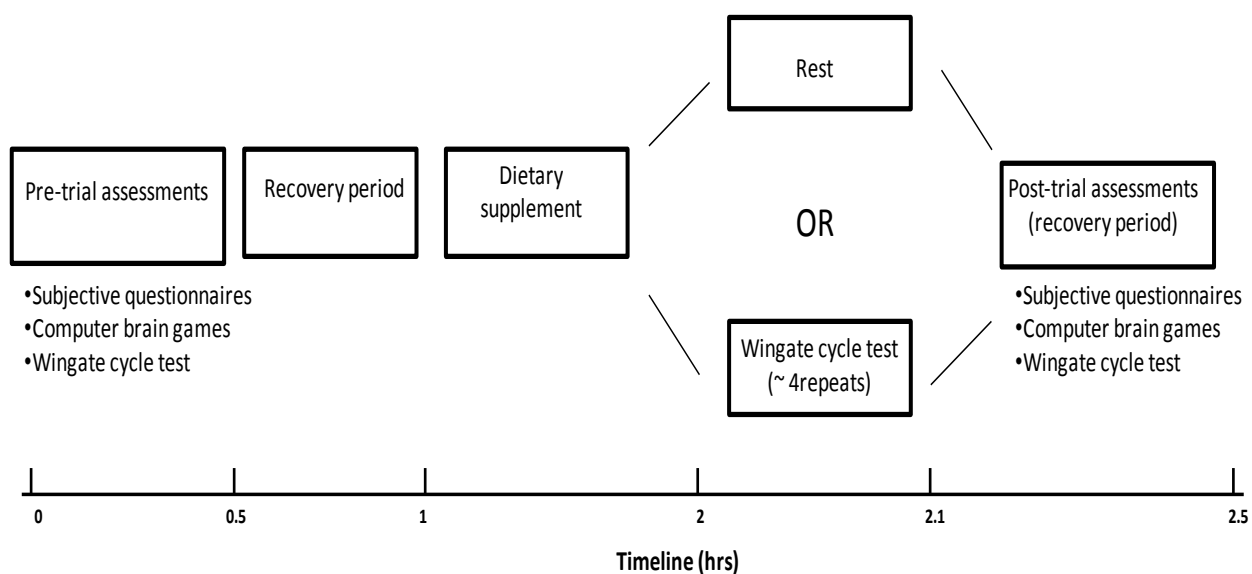 Rest
Pre-trial assessments
Recovery period
Dietary
supplement
OR
Post-trial assessments
(recovery period)
•Subjective questionnaires
•Computer brain games
•Wingate cycle test
Wingate cycle test
(~ 4repeats)
•Subjective questionnaires
•Computer brain games
•Wingate cycle test
0
0.5
1
2
2.1
2.5
Timeline (hrs)